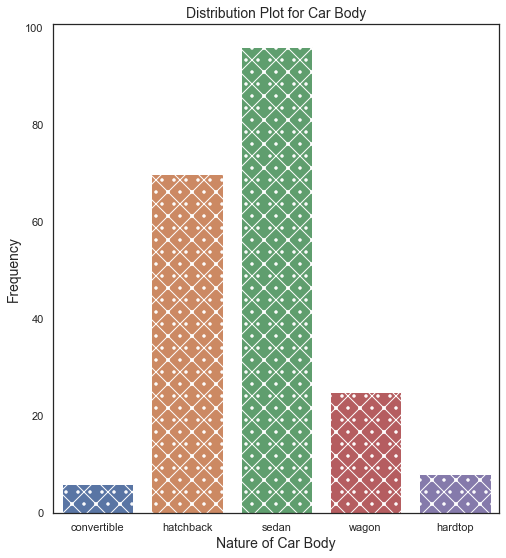 Distribution Plot for Car Body
100
80
60
40
20
0
Frequency
convertible hatchback sedan wagon hardtop
Nature of Car Body